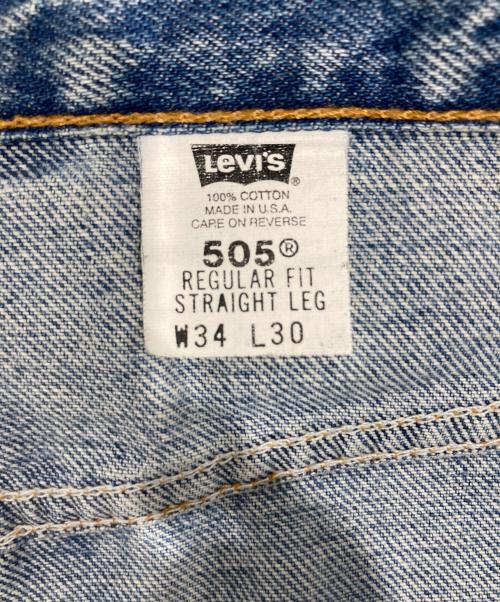 Levi's ®
100% COTTON
MADE IN U.S.A.
CARE ON REVERSE
505®
REGULAR FIT
STRAIGHT LEG
W34 L30